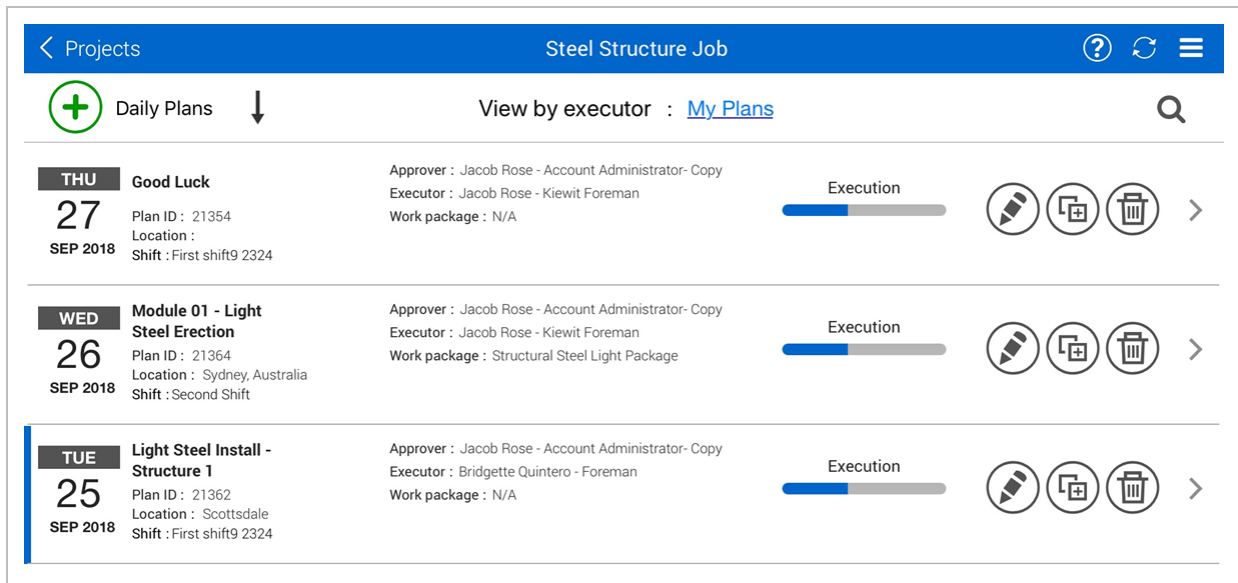 Projects
Steel Structure Job
?
Daily Plans
View by executor : My Plans
THU
27
SEP 2018
Good Luck
Plan ID : 21354
Location :
Shift : First shift9 2324
Approver : Jacob Rose - Account Administrator- Copy
Executor : Jacob Rose - Kiewit Foreman
Work package : N/A
Execution
WED
26
SEP 2018
Module 01 - Light
Steel Erection
Plan ID : 21364
Location : Sydney, Australia
Shift : Second Shift
Approver : Jacob Rose - Account Administrator- Copy
Executor : Jacob Rose - Kiewit Foreman
Work package : Structural Steel Light Package
Execution
TUE
25
SEP 2018
Light Steel Install -
Structure 1
Plan ID : 21362
Location : Scottsdale
Shift : First shift9 2324
Approver : Jacob Rose - Account Administrator- Copy
Executor : Bridgette Quintero - Foreman
Work package : N/A
Execution